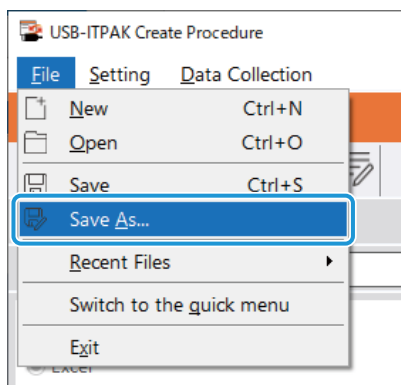 USB-ITPAK Create Procedure
File Setting Data Collection
New Ctrl+N
Open Ctrl+O
Save Ctrl+S
Save As...
Recent Files
Switch to the quick menu
Exit
Excel